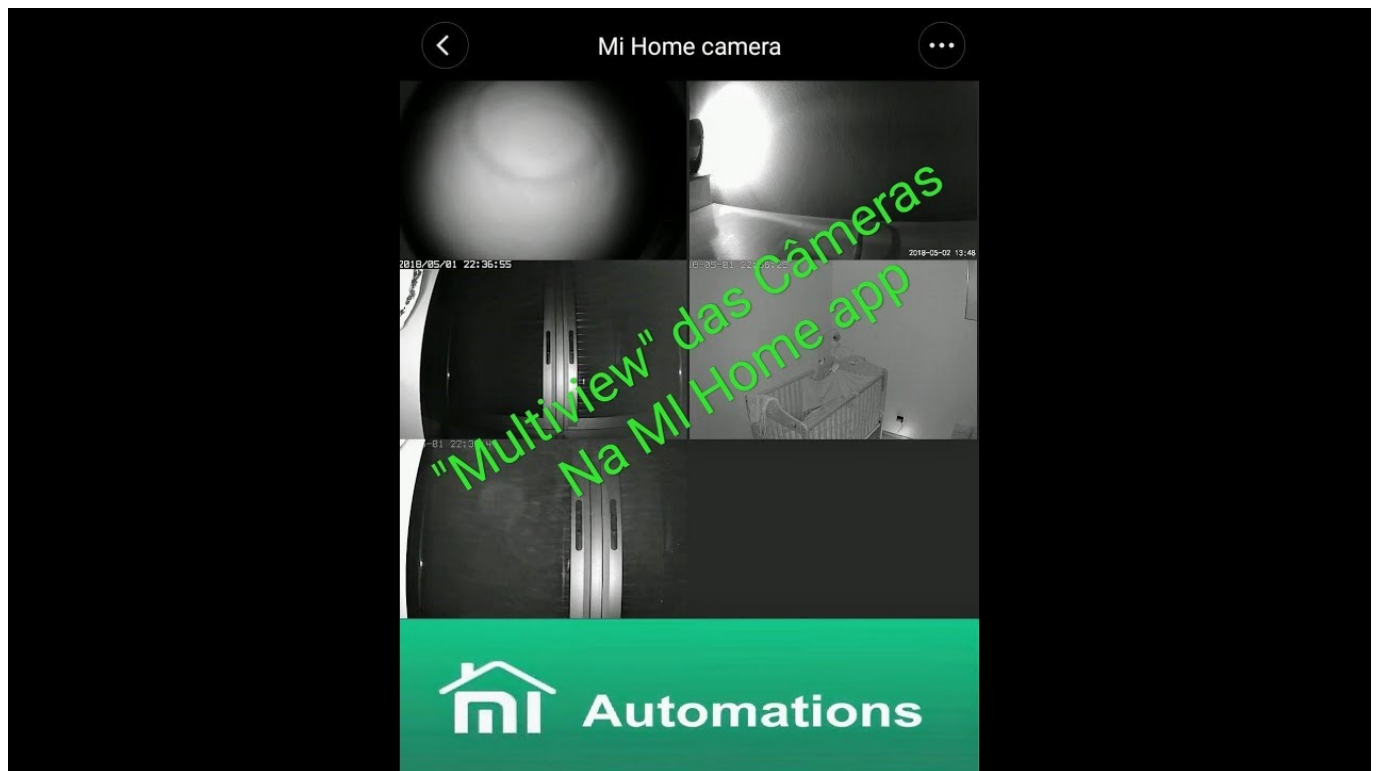 Mi Home camera
2018-05-02 13:48
2018/05/01 22:36:55
"Multiview" das Câmeras
Na MI Home app
MI
Automations